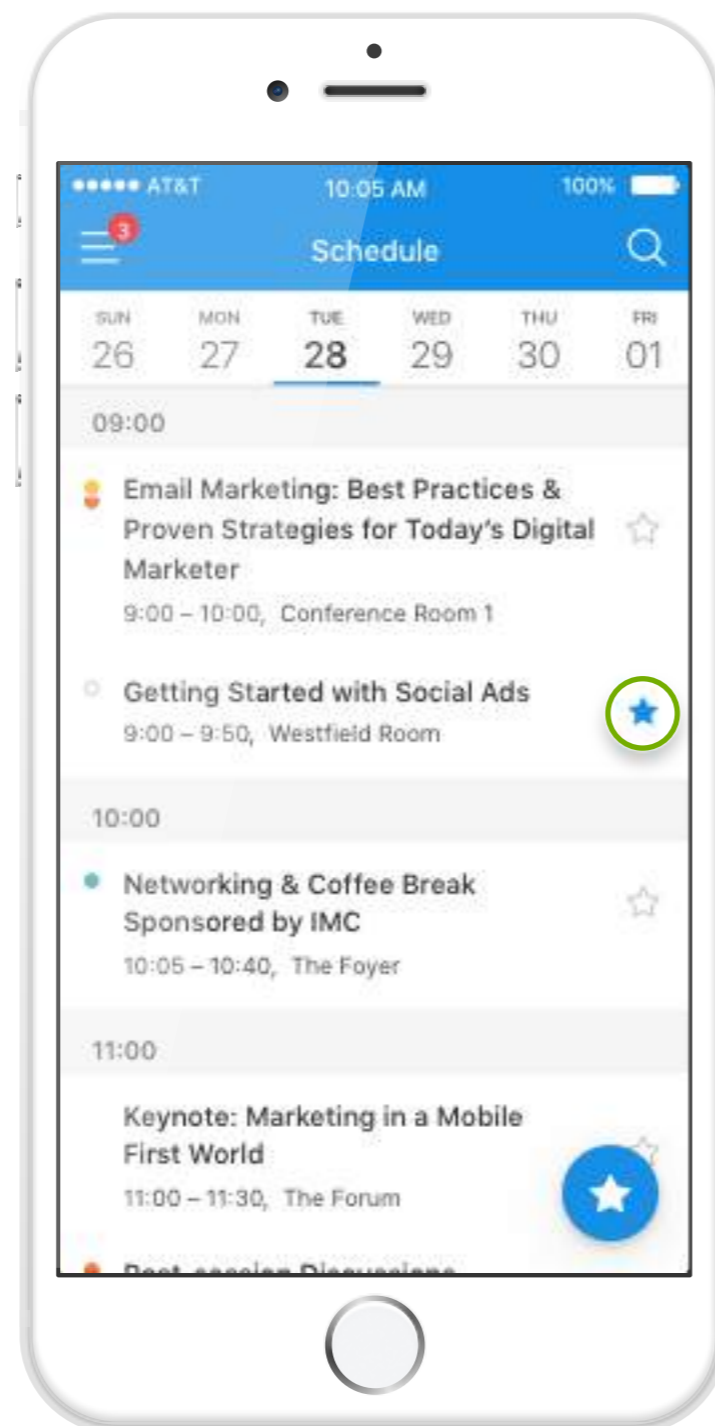 AT&T 10:05 AM 100%
3
Schedule
SUN MON TUE WED THU FRI
26 27 28 29 30 01
09:00
Email Marketing: Best Practices &
Proven Strategies for Today's Digital
Marketer
9:00 – 10:00, Conference Room 1
Getting Started with Social Ads
9:00 – 9:50, Westfield Room
10:00
Networking & Coffee Break
Sponsored by IMC
10:05 – 10:40, The Foyer
11:00
Keynote: Marketing in a Mobile
First World
11:00 – 11:30, The Forum